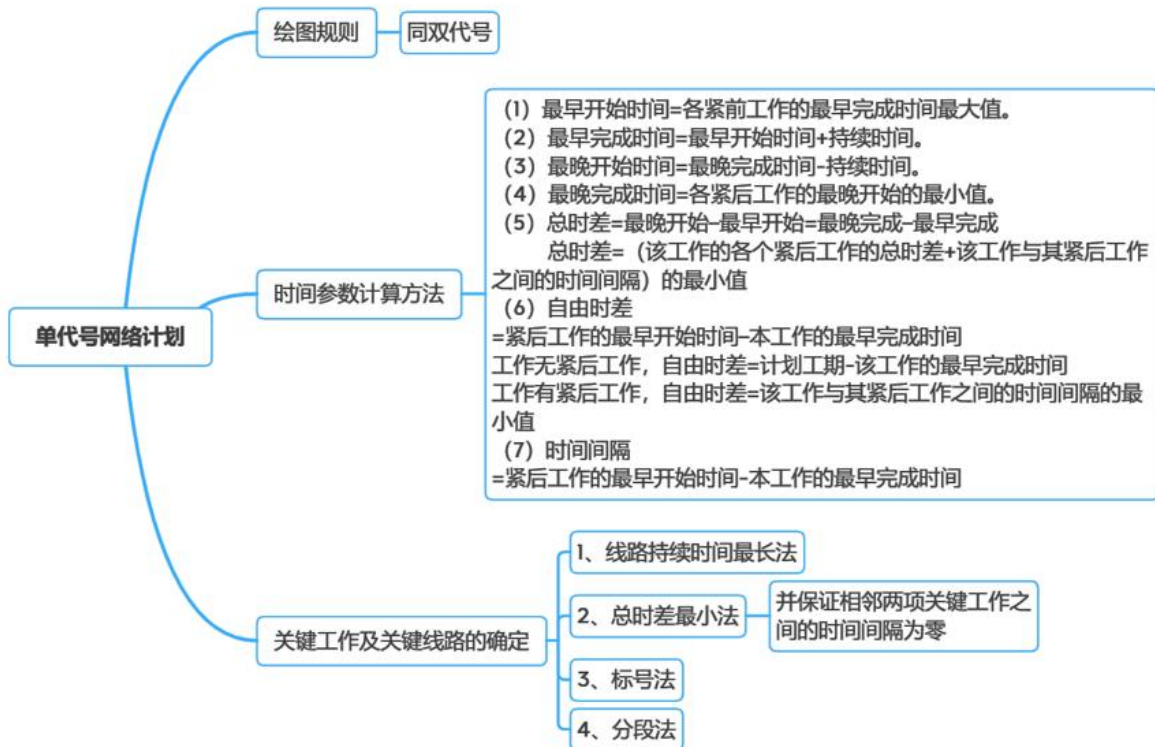 绘图规则
同双代号
（1）最早开始时间=各紧前工作的最早完成时间最大值。
（2）最早完成时间=最早开始时间+持续时间。
（3）最晚开始时间=最晚完成时间-持续时间。
（4）最晚完成时间=各紧后工作的最晚开始的最小值。
（5）总时差=最晚开始–最早开始=最晚完成–最早完成
总时差=（该工作的各个紧后工作的总时差+该工作与其紧后工作
之间的时间间隔）的最小值
（6）自由时差
=紧后工作的最早开始时间–本工作的最早完成时间
工作无紧后工作，自由时差=计划工期-该工作的最早完成时间
工作有紧后工作，自由时差=该工作与其紧后工作之间的时间间隔的最
小值
（7）时间间隔
=紧后工作的最早开始时间-本工作的最早完成时间
时间参数计算方法
单代号网络计划
关键工作及关键线路的确定
1、线路持续时间最长法
2、总时差最小法
并保证相邻两项关键工作之
间的时间间隔为零
3、标号法
4、分段法